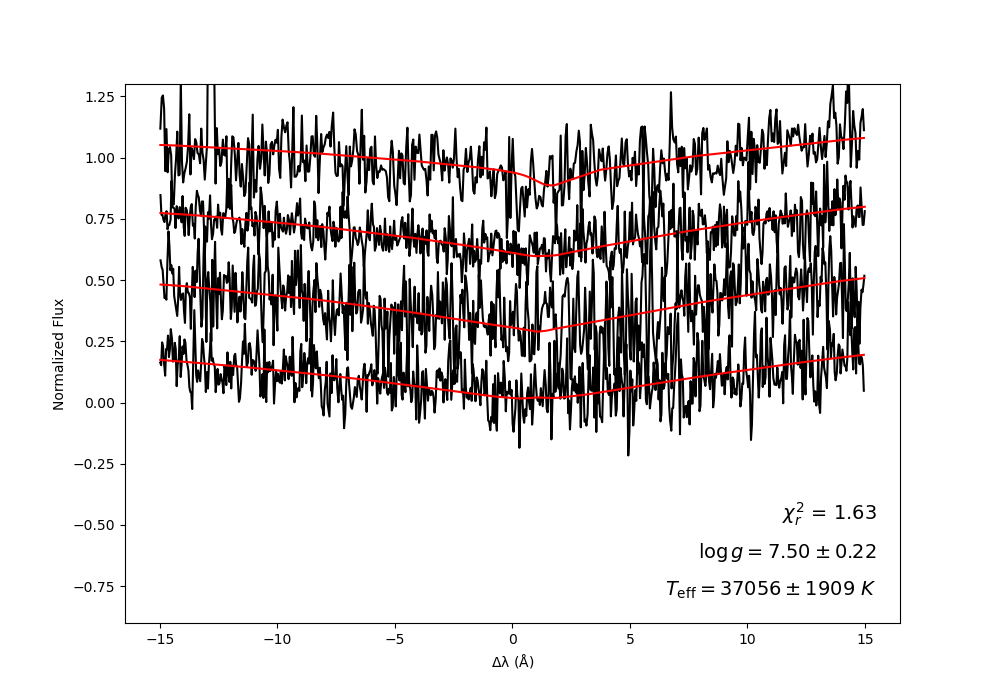 1.25
1.00
0.75
0.50
0.25
0.00
−0.25
−0.50
−0.75
Normalized Flux
χ²ᵣ = 1.63
log g = 7.50 ± 0.22
T_eff = 37056 ± 1909 K
−15 −10 −5 0 5 10 15
Δλ (Å)